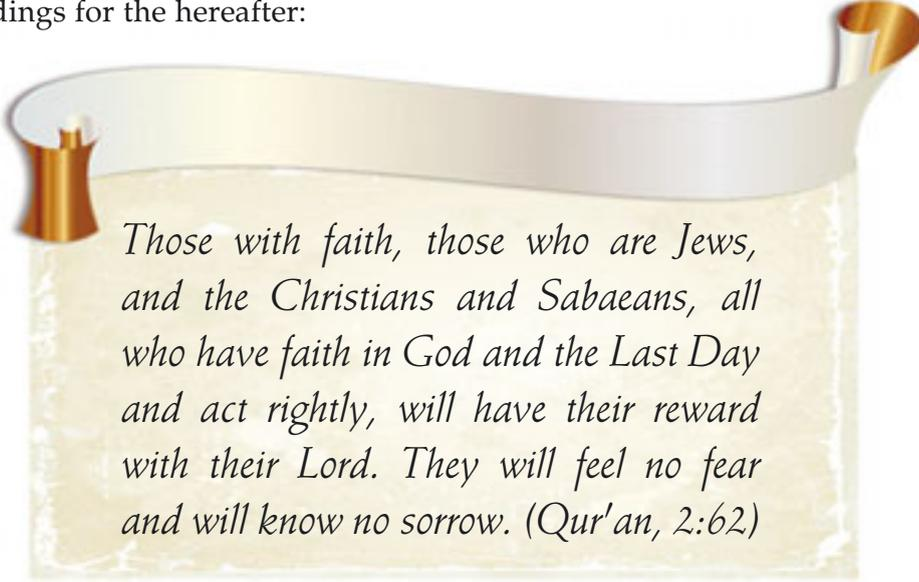 dings for the hereafter:
Those with faith, those who are Jews,
and the Christians and Sabaeans, all
who have faith in God and the Last Day
and act rightly, will have their reward
with their Lord. They will feel no fear
and will know no sorrow. (Qur'an, 2:62)